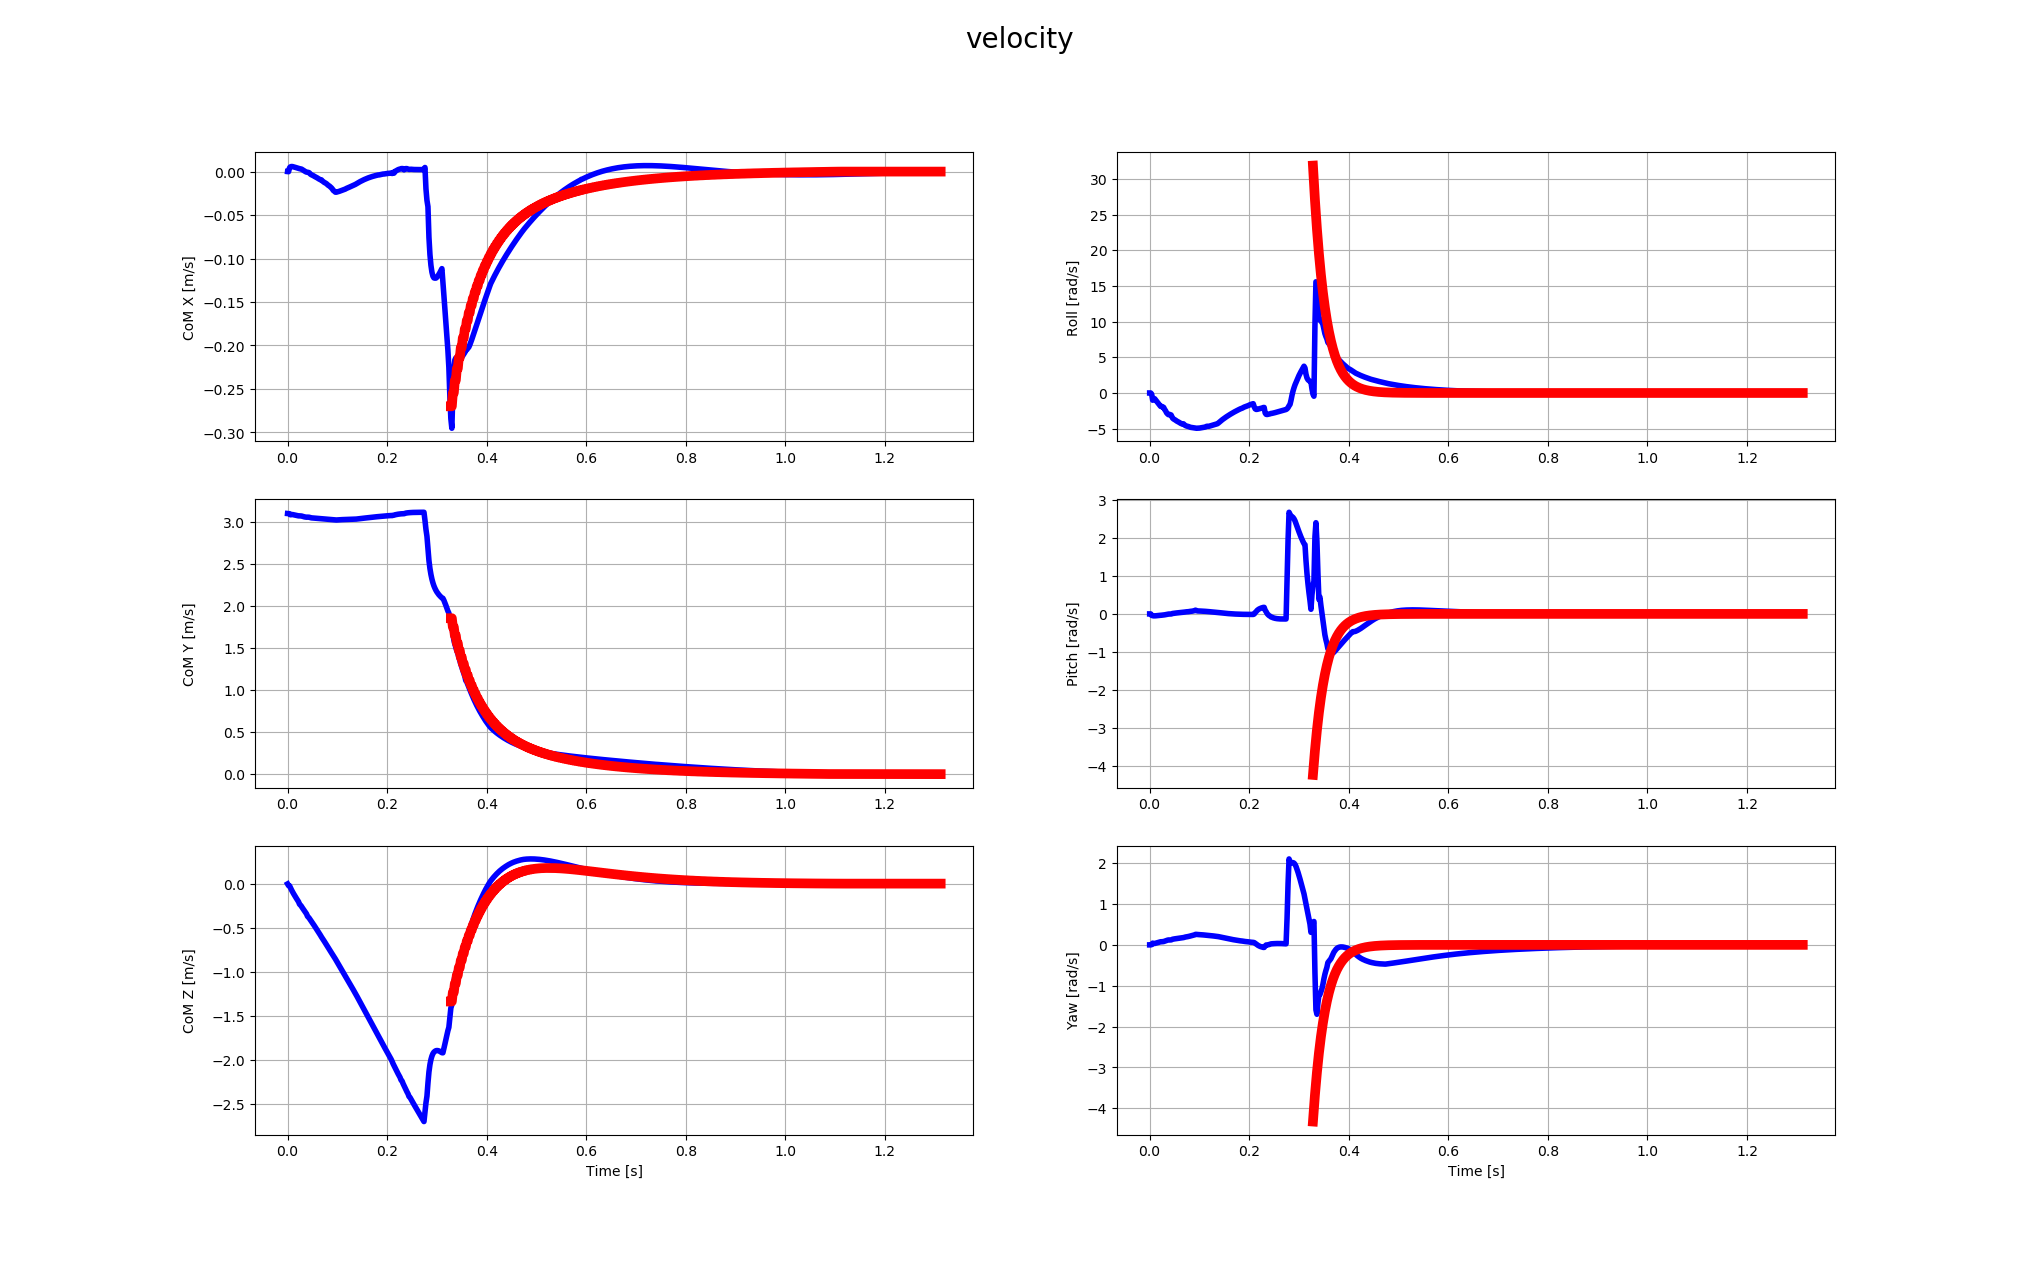 velocity
CoM X [m/s]
0.00
−0.05
−0.10
−0.15
−0.20
−0.25
−0.30
0.0 0.2 0.4 0.6 0.8 1.0 1.2
Roll [rad/s]
30
25
20
15
10
5
0
−5
0.0 0.2 0.4 0.6 0.8 1.0 1.2
CoM Y [m/s]
3.0
2.5
2.0
1.5
1.0
0.5
0.0
0.0 0.2 0.4 0.6 0.8 1.0 1.2
Pitch [rad/s]
3
2
1
0
−1
−2
−3
−4
0.0 0.2 0.4 0.6 0.8 1.0 1.2
CoM Z [m/s]
0.0
−0.5
−1.0
−1.5
−2.0
−2.5
0.0 0.2 0.4 0.6 0.8 1.0 1.2
Time [s]
Yaw [rad/s]
2
1
0
−1
−2
−3
−4
0.0 0.2 0.4 0.6 0.8 1.0 1.2
Time [s]